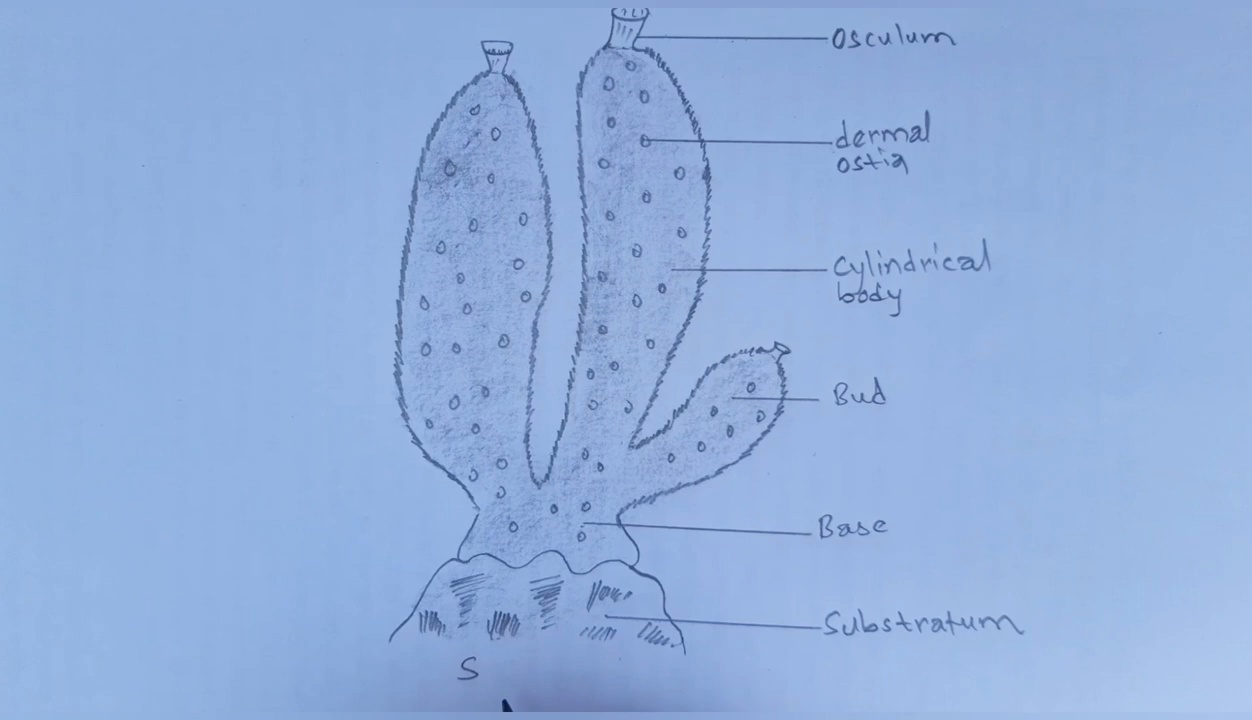 Osculum
dermal
ostia
Cylindrical
body
Bud
Base
Substratum
S